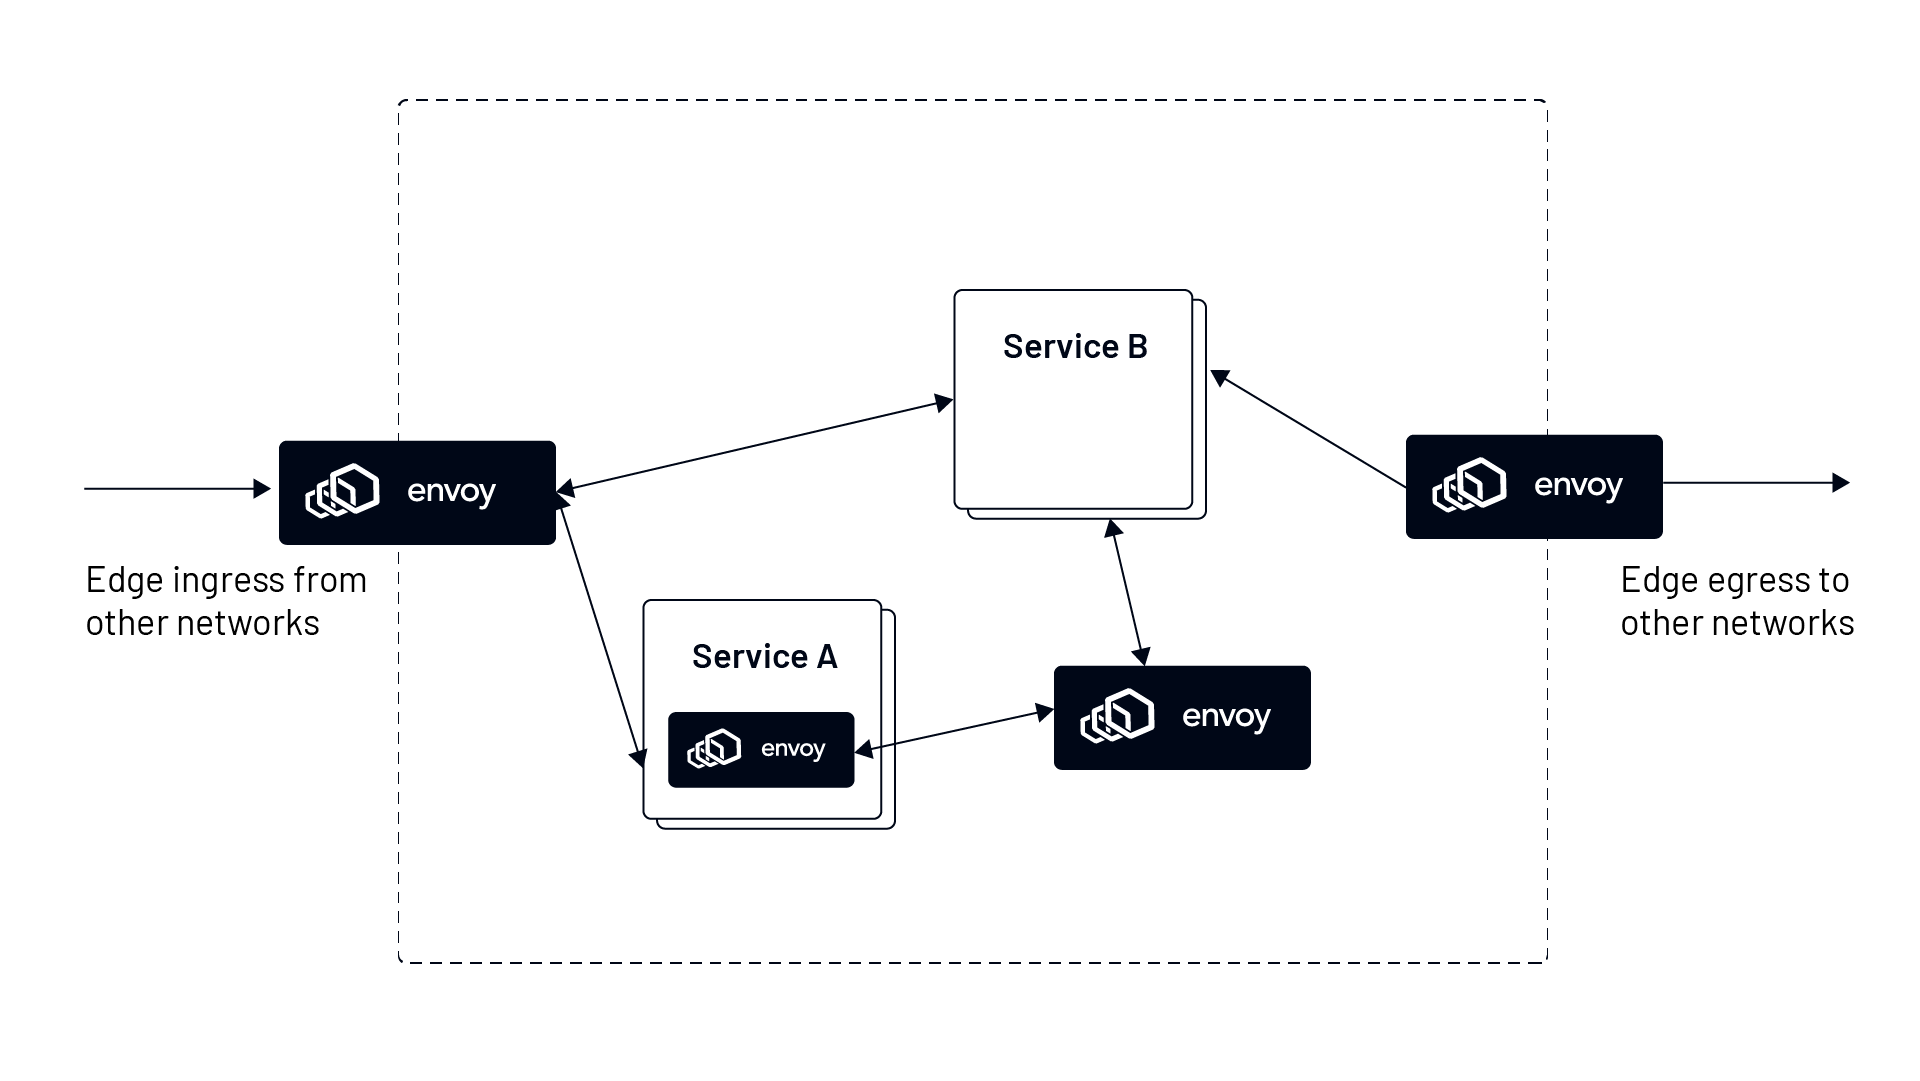 Service B
envoy
envoy
Edge ingress from
other networks
Edge egress to
other networks
Service A
envoy
envoy